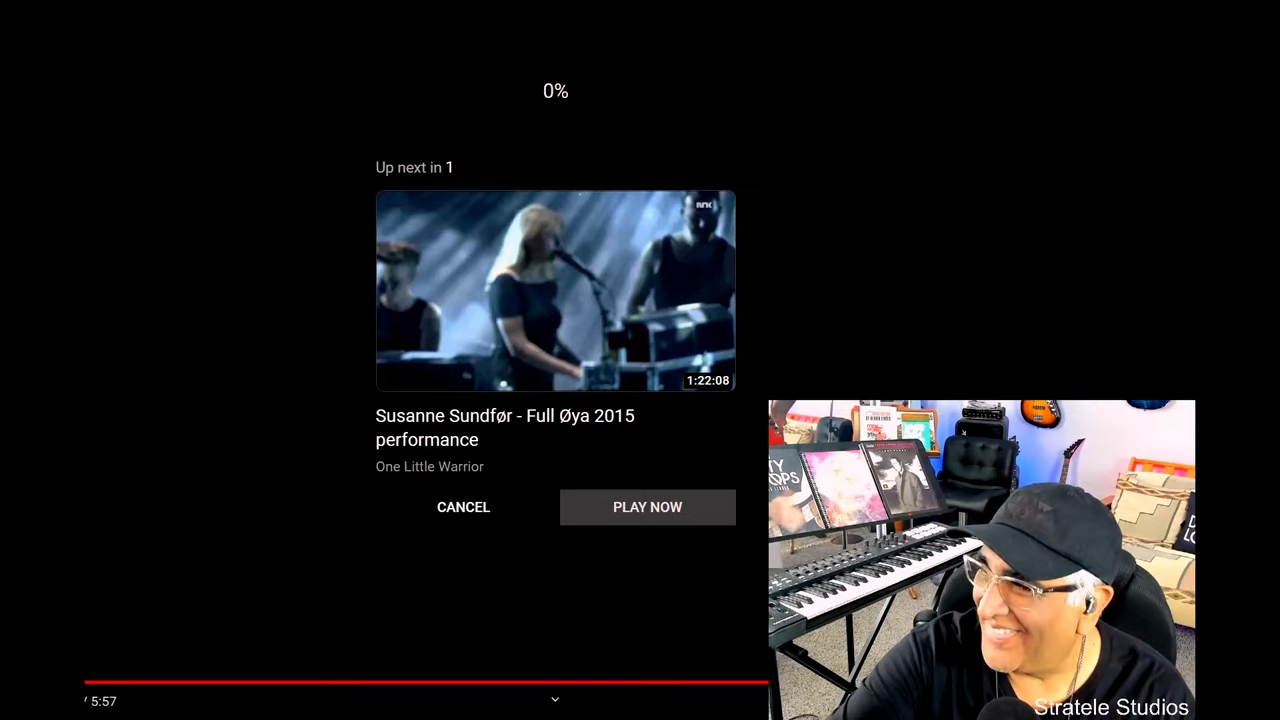 0%
Up next in 1
NRK
1:22:08
Susanne Sundfør - Full Øya 2015
performance
One Little Warrior
CANCEL
PLAY NOW
/ 5:57
Stratele Studios